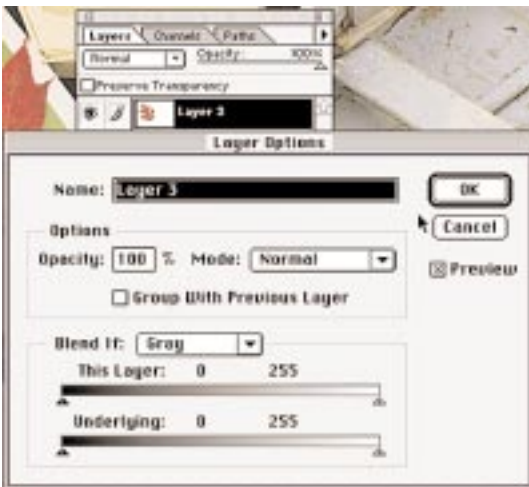 Layers Channels Paths
Normal Opacity: 100%
Preserve Transparency
Layer 3
Layer Options
Name: Layer 3
OK
Cancel
Preview
Options
Opacity: 100 % Mode: Normal
Group With Previous Layer
Blend If: Gray
This Layer: 0 255
Underlying: 0 255